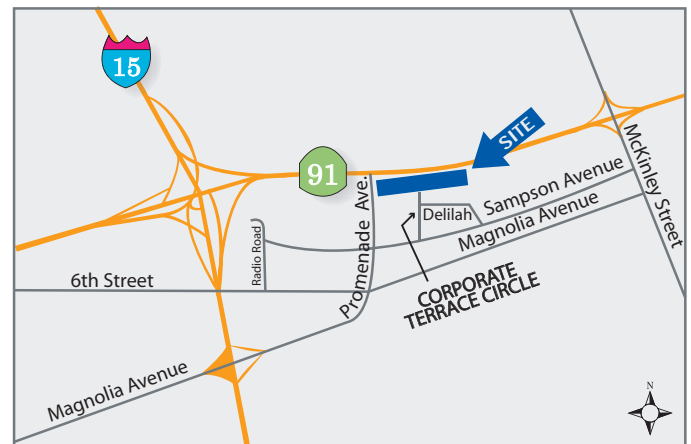 15
91
SITE
McKinley Street
Sampson Avenue
Delilah
Magnolia Avenue
Promenade Ave.
Radio Road
6th Street
CORPORATE
TERRACE CIRCLE
Magnolia Avenue
N